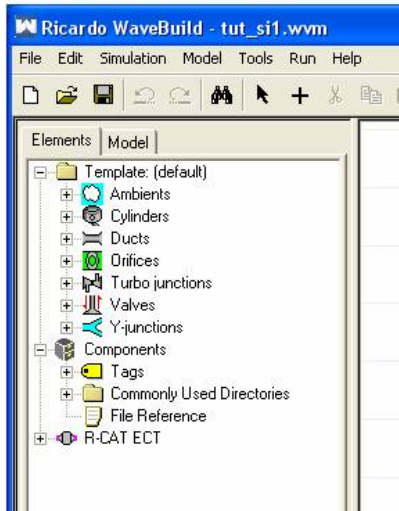 Ricardo WaveBuild - tut_si1.wvm
File Edit Simulation Model Tools Run Help
Elements Model
Template: (default)
Ambients
Cylinders
Ducts
Orifices
Turbo junctions
Valves
Y-junctions
Components
Tags
Commonly Used Directories
File Reference
R-CAT ECT